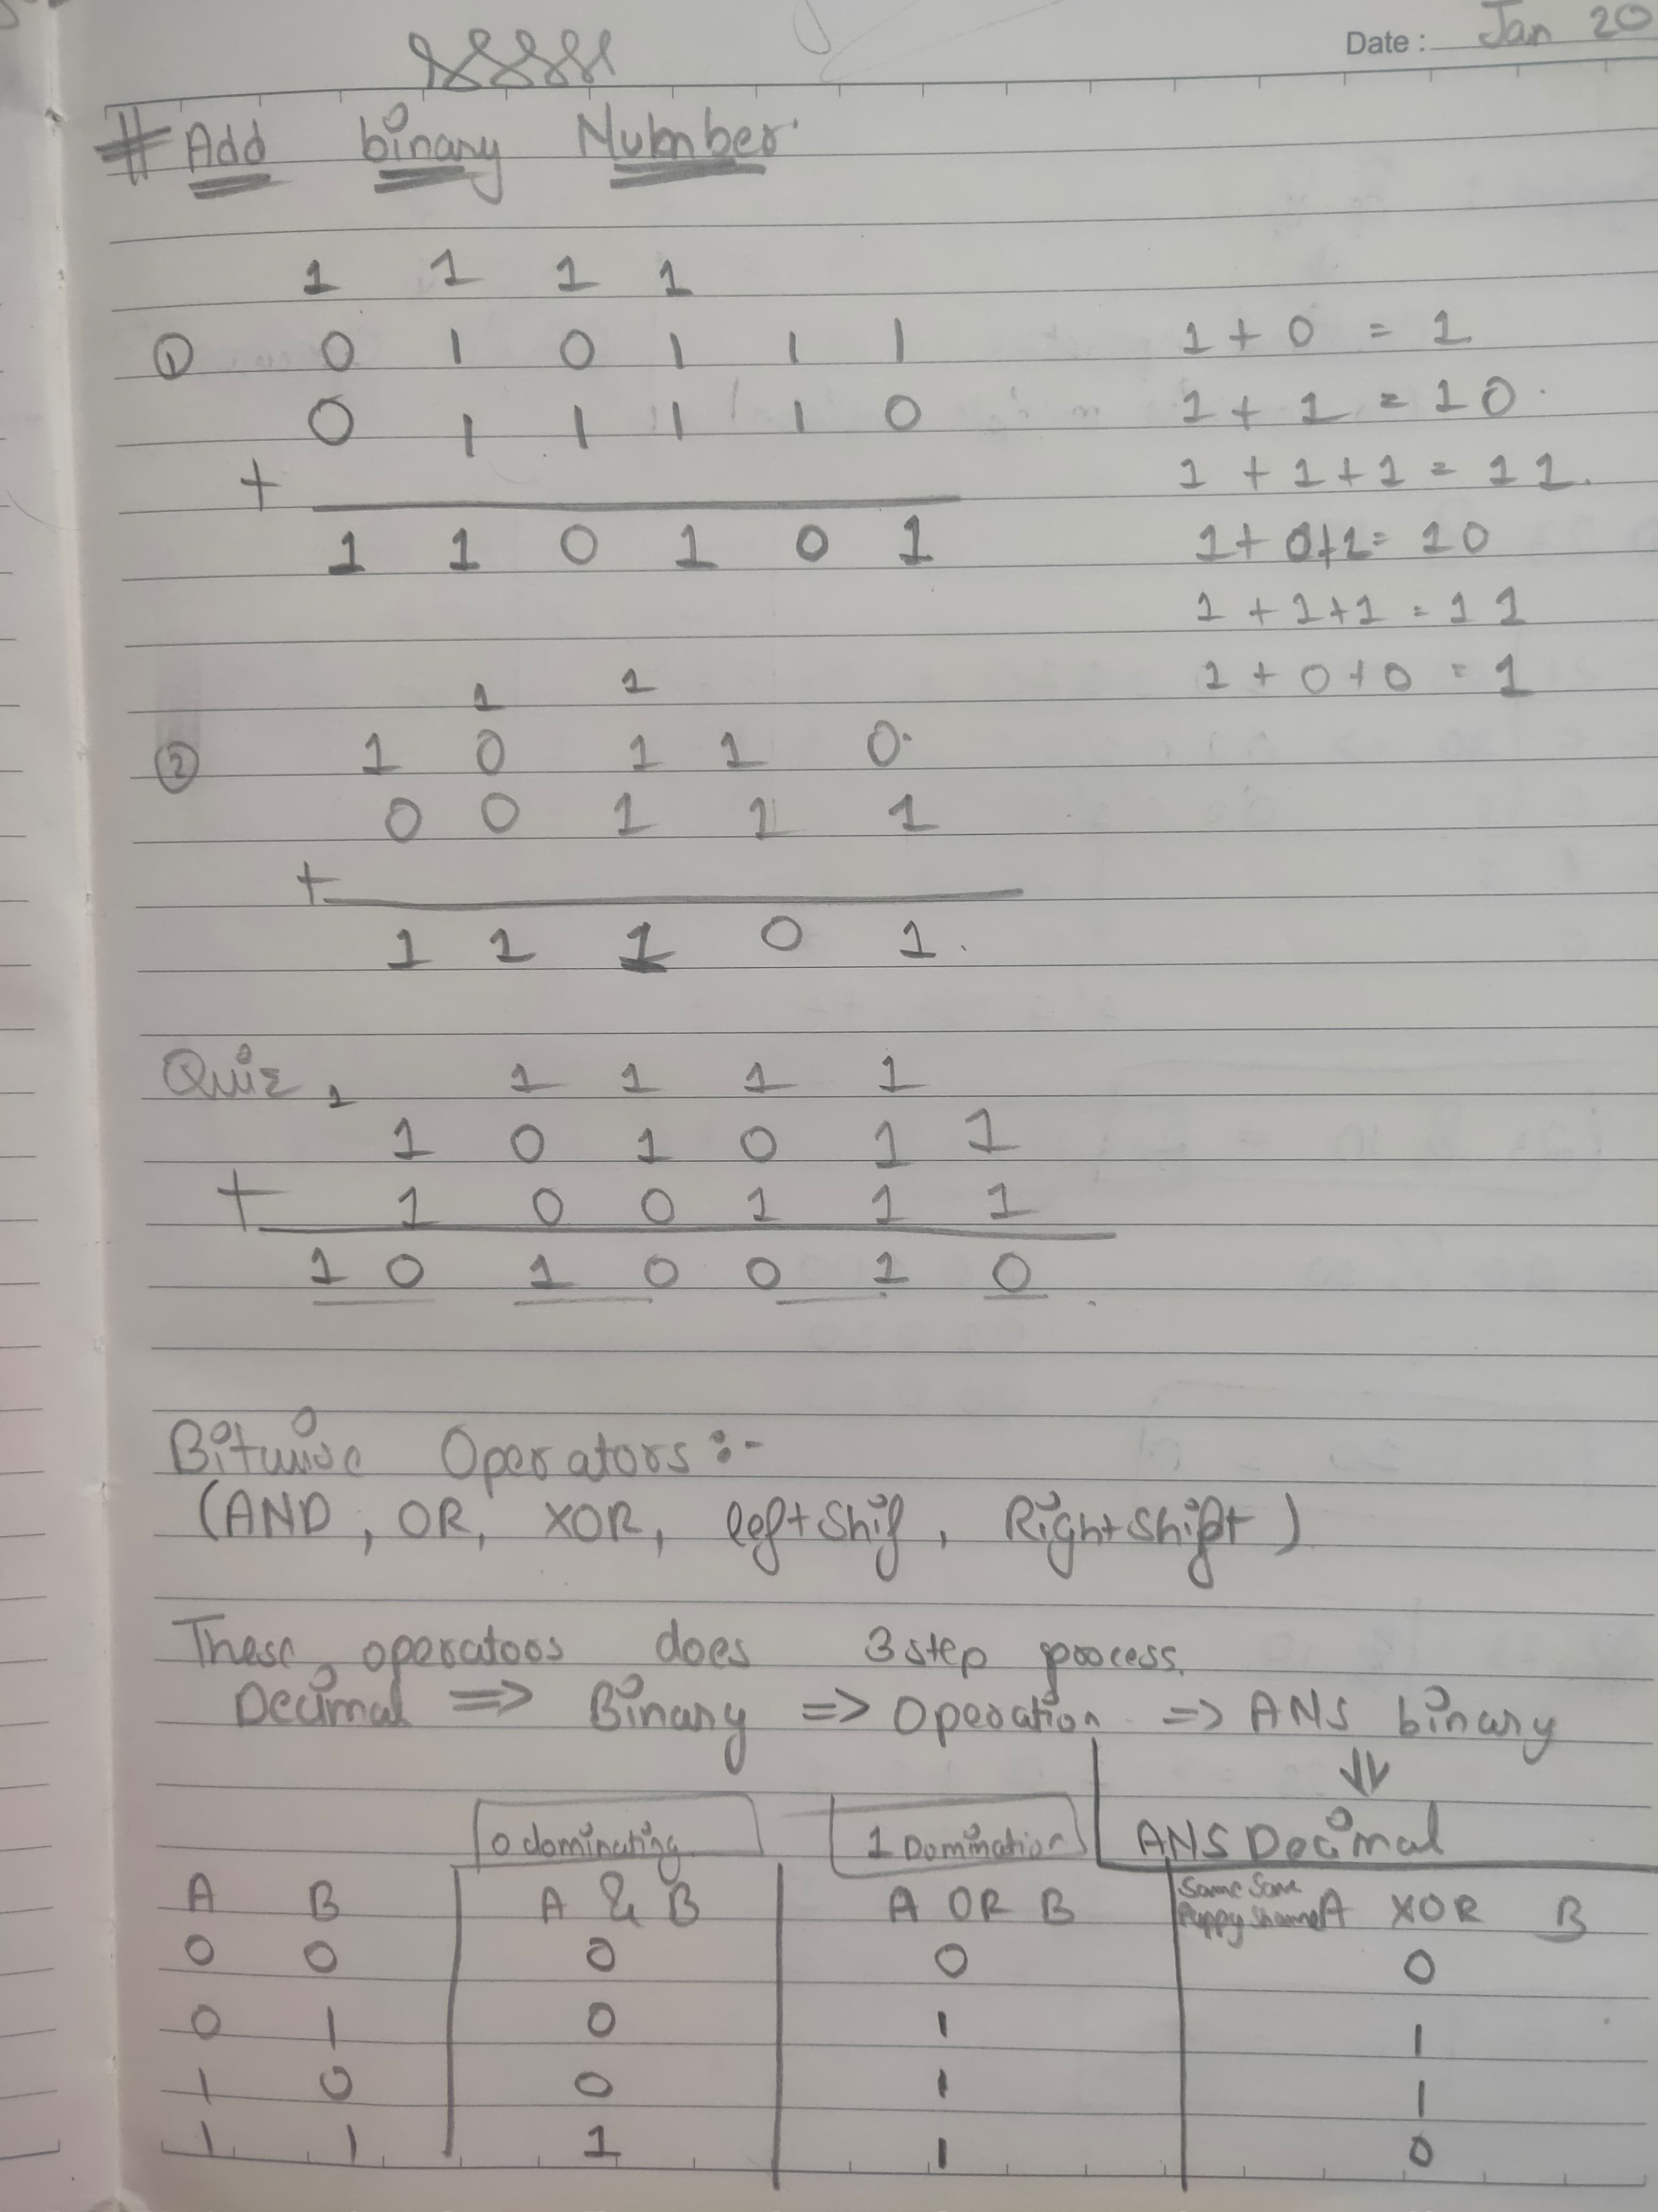 Date : Jan 20
# Add binary Number
1 1 1 1
① 0 1 0 1 1 1
1 + 0 = 1
0 1 1 1 1 0
1 + 1 = 10
+
1 + 1 + 1 = 11
1 1 0 1 0 1
1 + 0 + 1 = 10
1 + 1 + 1 = 11
1 + 0 + 0 = 1
1 1
② 1 0 1 1 0
0 0 1 1 1
+
1 1 1 0 1
Quiz 1 1 1 1 1
1 0 1 0 1 1
+ 1 0 0 1 1 1
1 0 1 0 0 1 0
Bitwise Operators :-
(AND, OR, XOR, left Shif, Right Shift)
These operators does 3 step process.
Decimal => Binary => Operation => ANS binary
⇓
0 dominating 1 Domination ANS Decimal
Same Same
Puppy Shame
A B A & B A OR B A XOR B
0 0 0 0 0
0 1 0 1 1
1 0 0 1 1
1 1 1 1 0